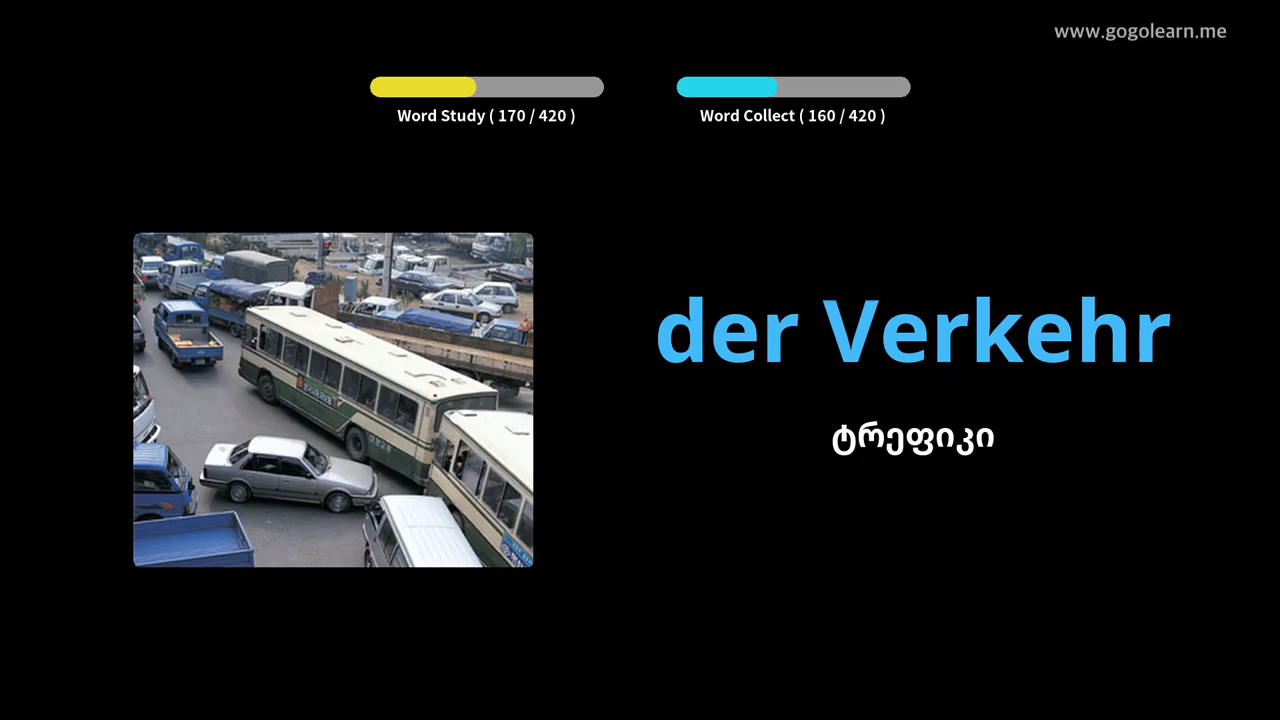 www.gogolearn.me
Word Study ( 170 / 420 )
Word Collect ( 160 / 420 )
der Verkehr
ტრეფიკი